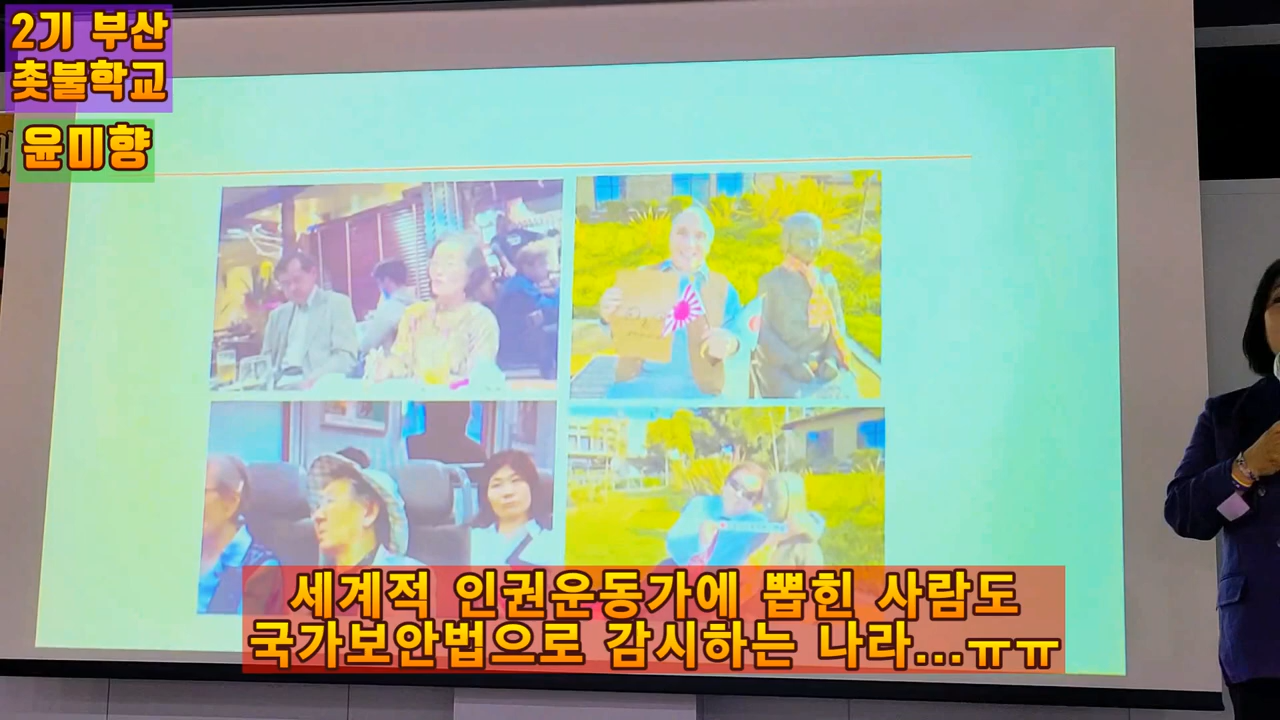 2기 부산
촛불학교
윤미향
세계적 인권운동가에 뽑힌 사람도
국가보안법으로 감시하는 나라...ㅠㅠ